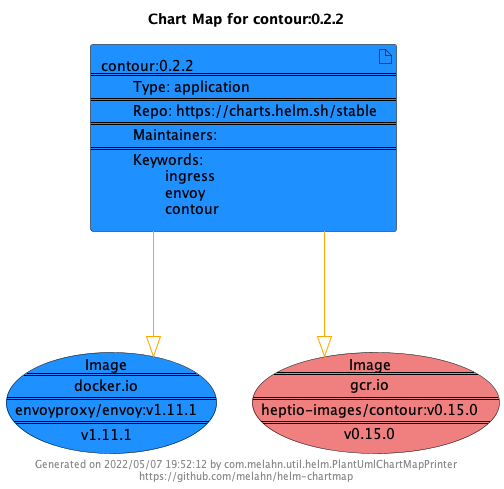 Chart Map for contour:0.2.2
contour:0.2.2
Type: application
Repo: https://charts.helm.sh/stable
Maintainers:
Keywords:
ingress
envoy
contour
Image
docker.io
envoyproxy/envoy:v1.11.1
v1.11.1
Image
gcr.io
heptio-images/contour:v0.15.0
v0.15.0
Generated on 2022/05/07 19:52:12 by com.melahn.util.helm.PlantUmlChartMapPrinter
https://github.com/melahn/helm-chartmap